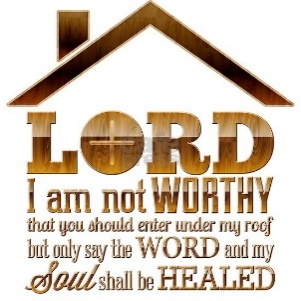 LORD
I am not WORTHY
that you should enter under my roof
but only say the WORD and my
Soul shall be HEALED